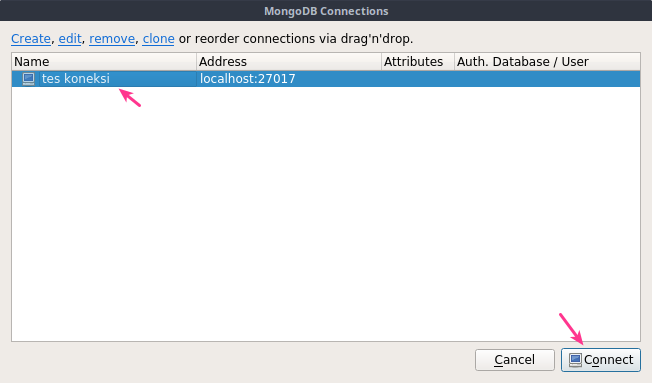 MongoDB Connections
Create, edit, remove, clone or reorder connections via drag'n'drop.
Name Address Attributes Auth. Database / User
tes koneksi localhost:27017
Cancel Connect